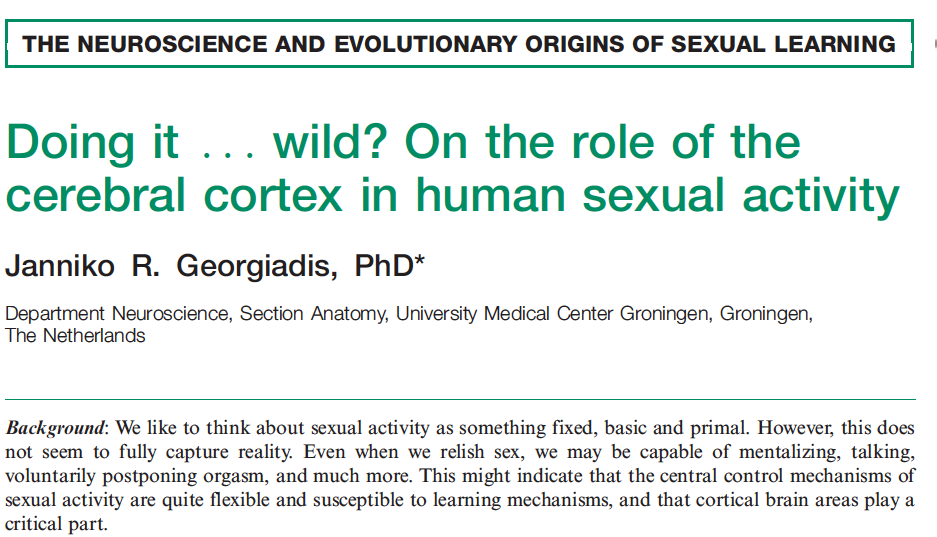 THE NEUROSCIENCE AND EVOLUTIONARY ORIGINS OF SEXUAL LEARNING
Doing it . . . wild? On the role of the
cerebral cortex in human sexual activity
Janniko R. Georgiadis, PhD*
Department Neuroscience, Section Anatomy, University Medical Center Groningen, Groningen,
The Netherlands
Background: We like to think about sexual activity as something fixed, basic and primal. However, this does
not seem to fully capture reality. Even when we relish sex, we may be capable of mentalizing, talking,
voluntarily postponing orgasm, and much more. This might indicate that the central control mechanisms of
sexual activity are quite flexible and susceptible to learning mechanisms, and that cortical brain areas play a
critical part.